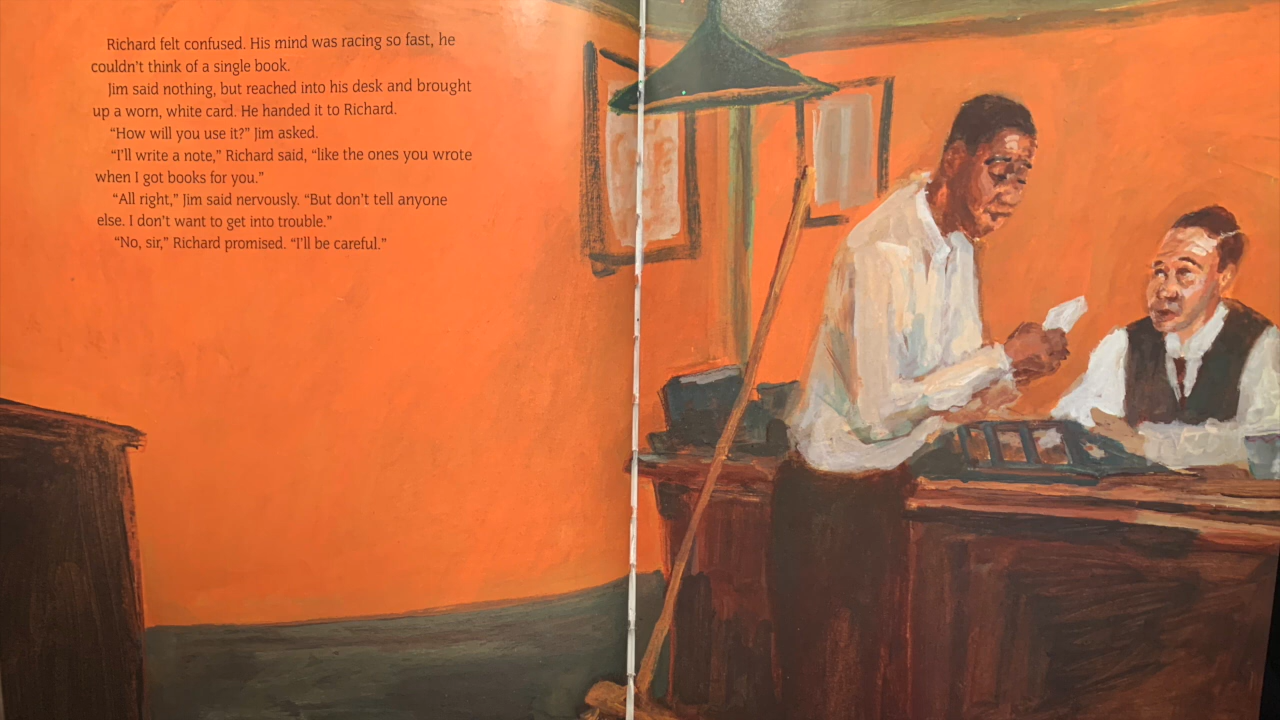 Richard felt confused. His mind was racing so fast, he
couldn't think of a single book.
Jim said nothing, but reached into his desk and brought
up a worn, white card. He handed it to Richard.
"How will you use it?" Jim asked.
"I'll write a note," Richard said, "like the ones you wrote
when I got books for you."
"All right," Jim said nervously. "But don't tell anyone
else. I don't want to get into trouble."
"No, sir," Richard promised. "I'll be careful."